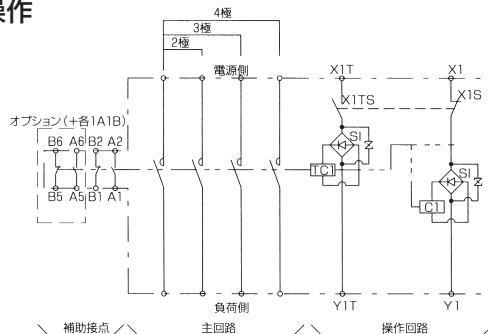 操作
4極
3極
2極
電源側
X1T
X1
X1TS
X1S
オプション(+各1A1B)
B6 A6 B2 A2
SI
SI
TC1
C1
B5 A5 B1 A1
負荷側
Y1T
Y1
補助接点
主回路
操作回路